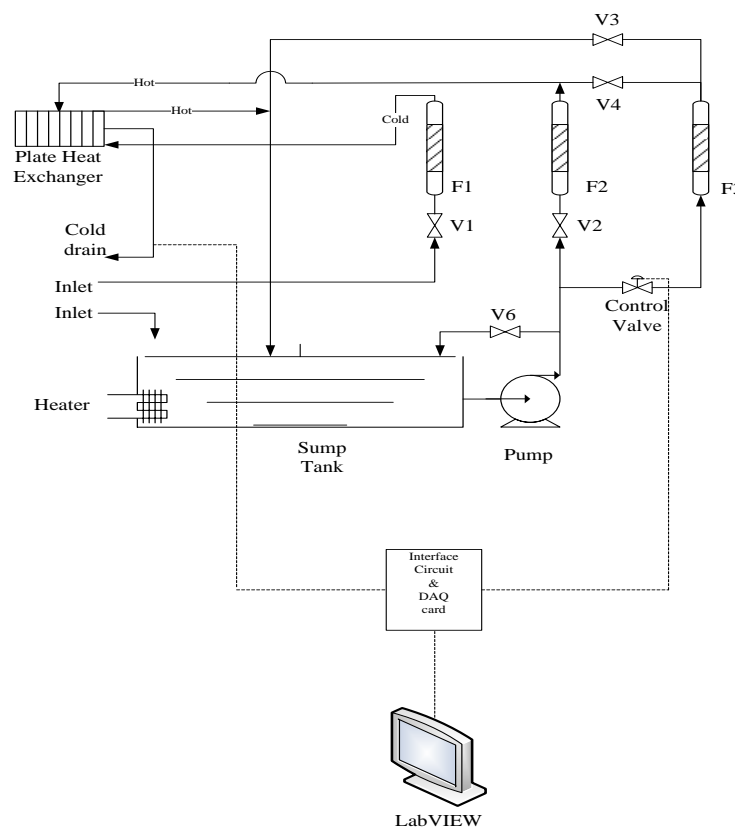 V3
Hot
V4
Hot
Cold
Plate Heat
Exchanger
F1
F2
V1
V2
Cold
drain
Inlet
Inlet
Control
Valve
V6
Heater
Sump
Tank
Pump
Interface
Circuit
&
DAQ
card
LabVIEW